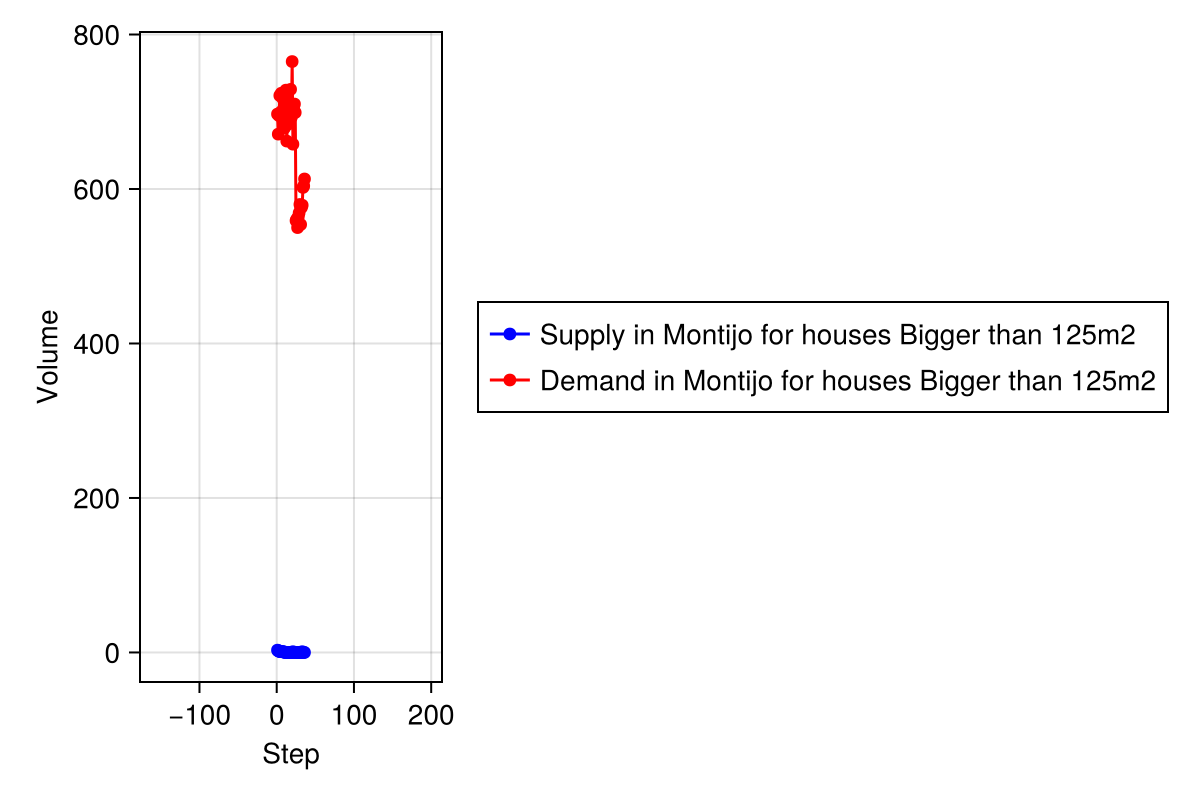 800
600
400
200
0
Volume
−100 0 100 200
Step
Supply in Montijo for houses Bigger than 125m2
Demand in Montijo for houses Bigger than 125m2